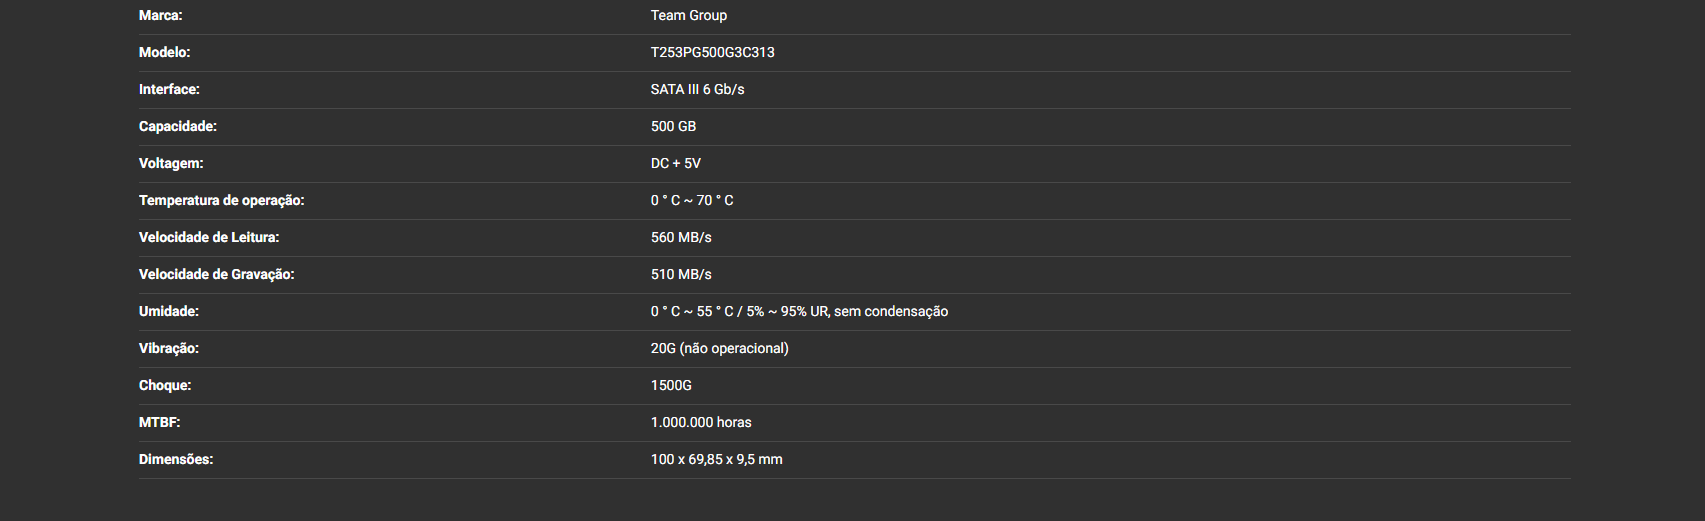 Marca: Team Group
Modelo: T253PG500G3C313
Interface: SATA III 6 Gb/s
Capacidade: 500 GB
Voltagem: DC + 5V
Temperatura de operação: 0 ° C ~ 70 ° C
Velocidade de Leitura: 560 MB/s
Velocidade de Gravação: 510 MB/s
Umidade: 0 ° C ~ 55 ° C / 5% ~ 95% UR, sem condensação
Vibração: 20G (não operacional)
Choque: 1500G
MTBF: 1.000.000 horas
Dimensões: 100 x 69,85 x 9,5 mm